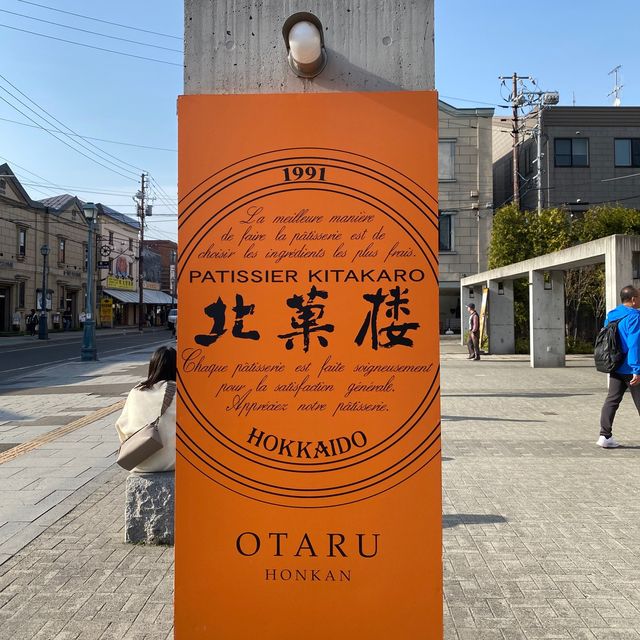 1991
La meilleure manière
de faire la pâtisserie est de
choisir les ingrédients les plus frais.
PATISSIER KITAKARO
北菓楼
Chaque pâtisserie est faite soigneusement
pour la satisfaction générale.
Appréciez notre pâtisserie.
HOKKAIDO
OTARU
HONKAN